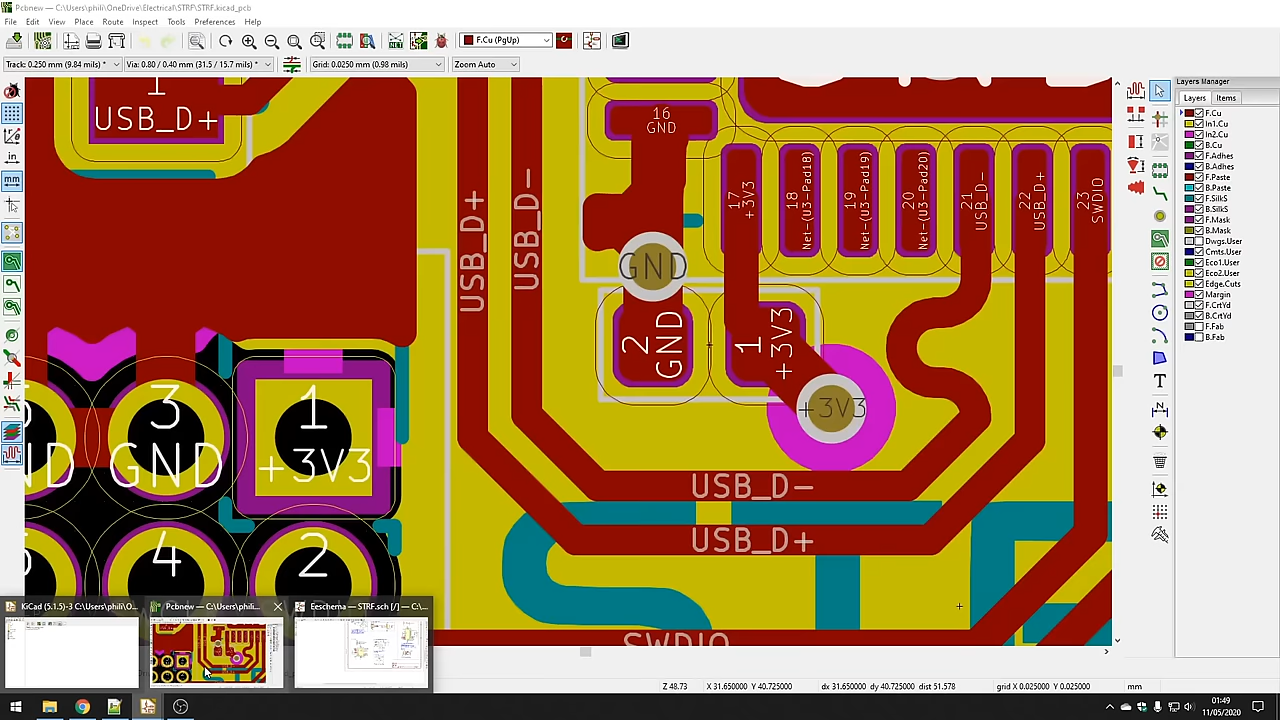 Pcbnew — C:\Users\phili\OneDrive\Electrical\STRF\STRF.kicad_pcb
File Edit View Place Route Inspect Tools Preferences Help
F.Cu (PgUp)
Track: 0.250 mm (9.84 mils) * Via: 0.80 / 0.40 mm (31.5 / 15.7 mils) * Grid: 0.0250 mm (0.98 mils) Zoom Auto
Layers Manager
Layers Items
F.Cu
In1.Cu
In2.Cu
B.Cu
F.Adhes
B.Adhes
F.Paste
B.Paste
F.SilkS
B.SilkS
F.Mask
B.Mask
Dwgs.User
Cmts.User
Eco1.User
Eco2.User
Edge.Cuts
Margin
F.CrtYd
B.CrtYd
F.Fab
B.Fab
in
mm
1
USB_D+
USB_D+
USB_D-
16
GND
17
+3V3
18
Net-(U3-Pad18)
19
Net-(U3-Pad19)
20
Net-(U3-Pad20)
21
USB_D-
22
USB_D+
23
SWDIO
GND
2
GND
1
+3V3
+3V3
3
GND
1
+3V3
4
2
USB_D-
USB_D+
SWDIO
KiCad (5.1.5)-3 C:\Users\phili\O...
Pcbnew — C:\Users\phili...
Eeschema — STRF.sch [/] — C:\...
Z 48.73 X 31.650000 Y 40.725000 dx 31.650000 dy 40.725000 dist 51.578 grid X 0.025000 Y 0.025000 mm
01:49
11/05/2020